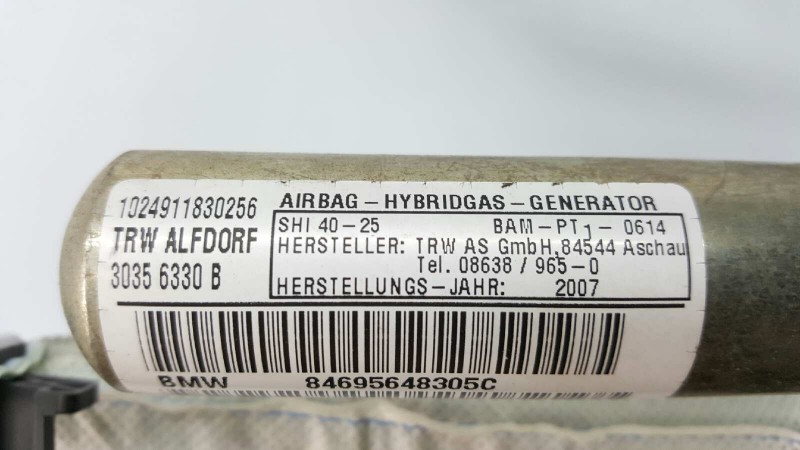 1024911830256
TRW ALFDORF
3035 6330 B
AIRBAG-HYBRIDGAS-GENERATOR
SHI 40-25 BAM-PT1-0614
HERSTELLER: TRW AS GmbH,84544 Aschau
Tel. 08638 / 965-0
HERSTELLUNGS-JAHR: 2007
BMW 84695648305C